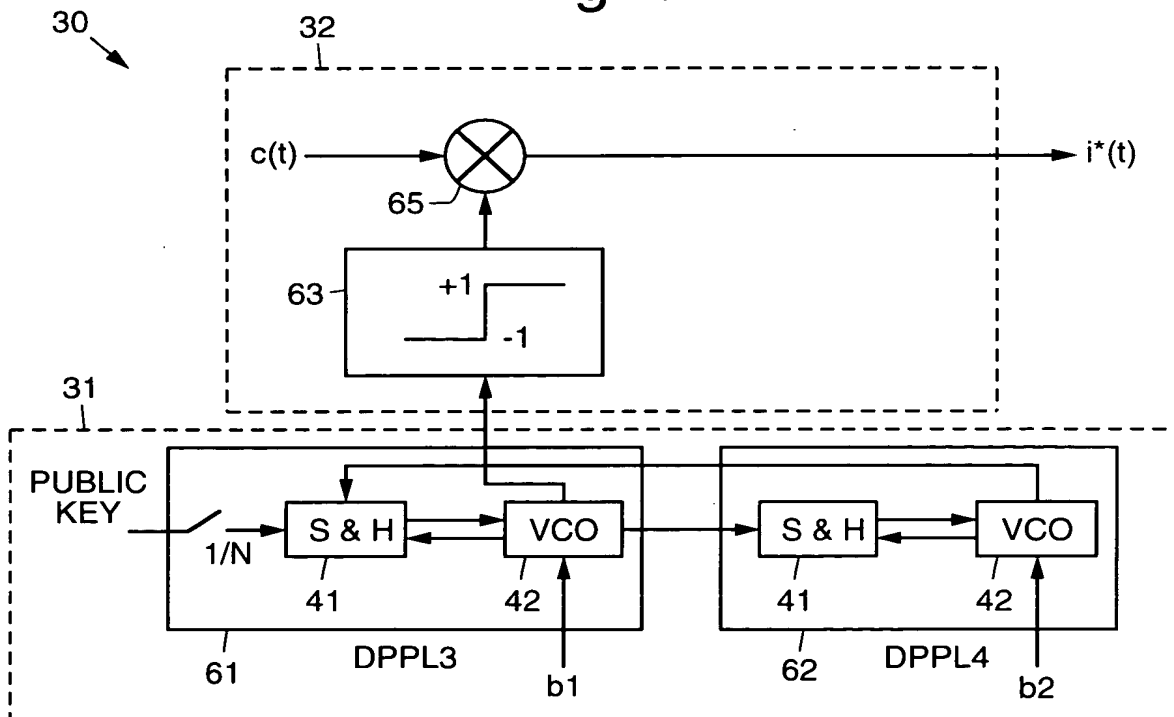 30
32
c(t)
i*(t)
65
63
+1
-1
31
PUBLIC
KEY
1/N
S & H
VCO
S & H
VCO
41
42
41
42
61
DPPL3
62
DPPL4
b1
b2